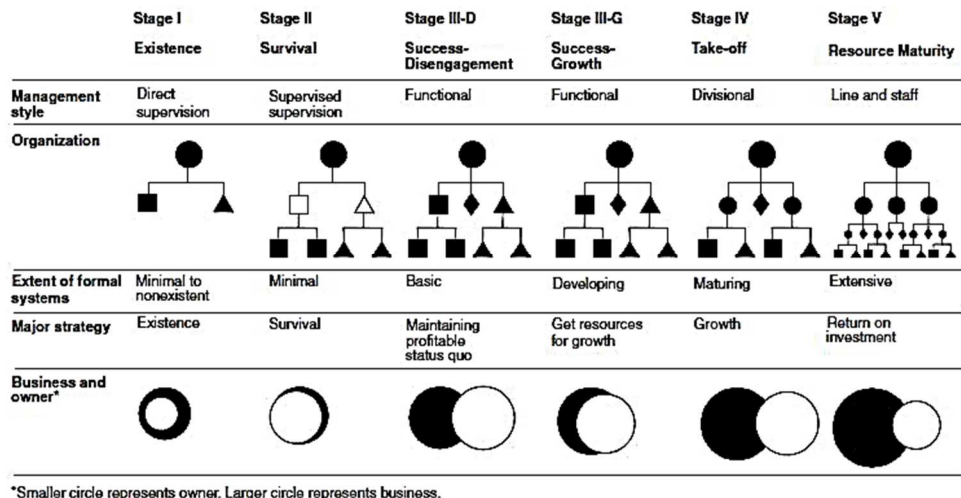 Stage I Stage II Stage III-D Stage III-G Stage IV Stage V
Existence Survival Success- Success- Take-off Resource Maturity
Disengagement Growth
Management Direct Supervised Functional Functional Divisional Line and staff
style supervision supervision
Organization
Extent of formal Minimal to Minimal Basic Developing Maturing Extensive
systems nonexistent
Major strategy Existence Survival Maintaining Get resources Growth Return on
profitable for growth investment
status quo
Business and
owner*
*Smaller circle represents owner. Larger circle represents business.